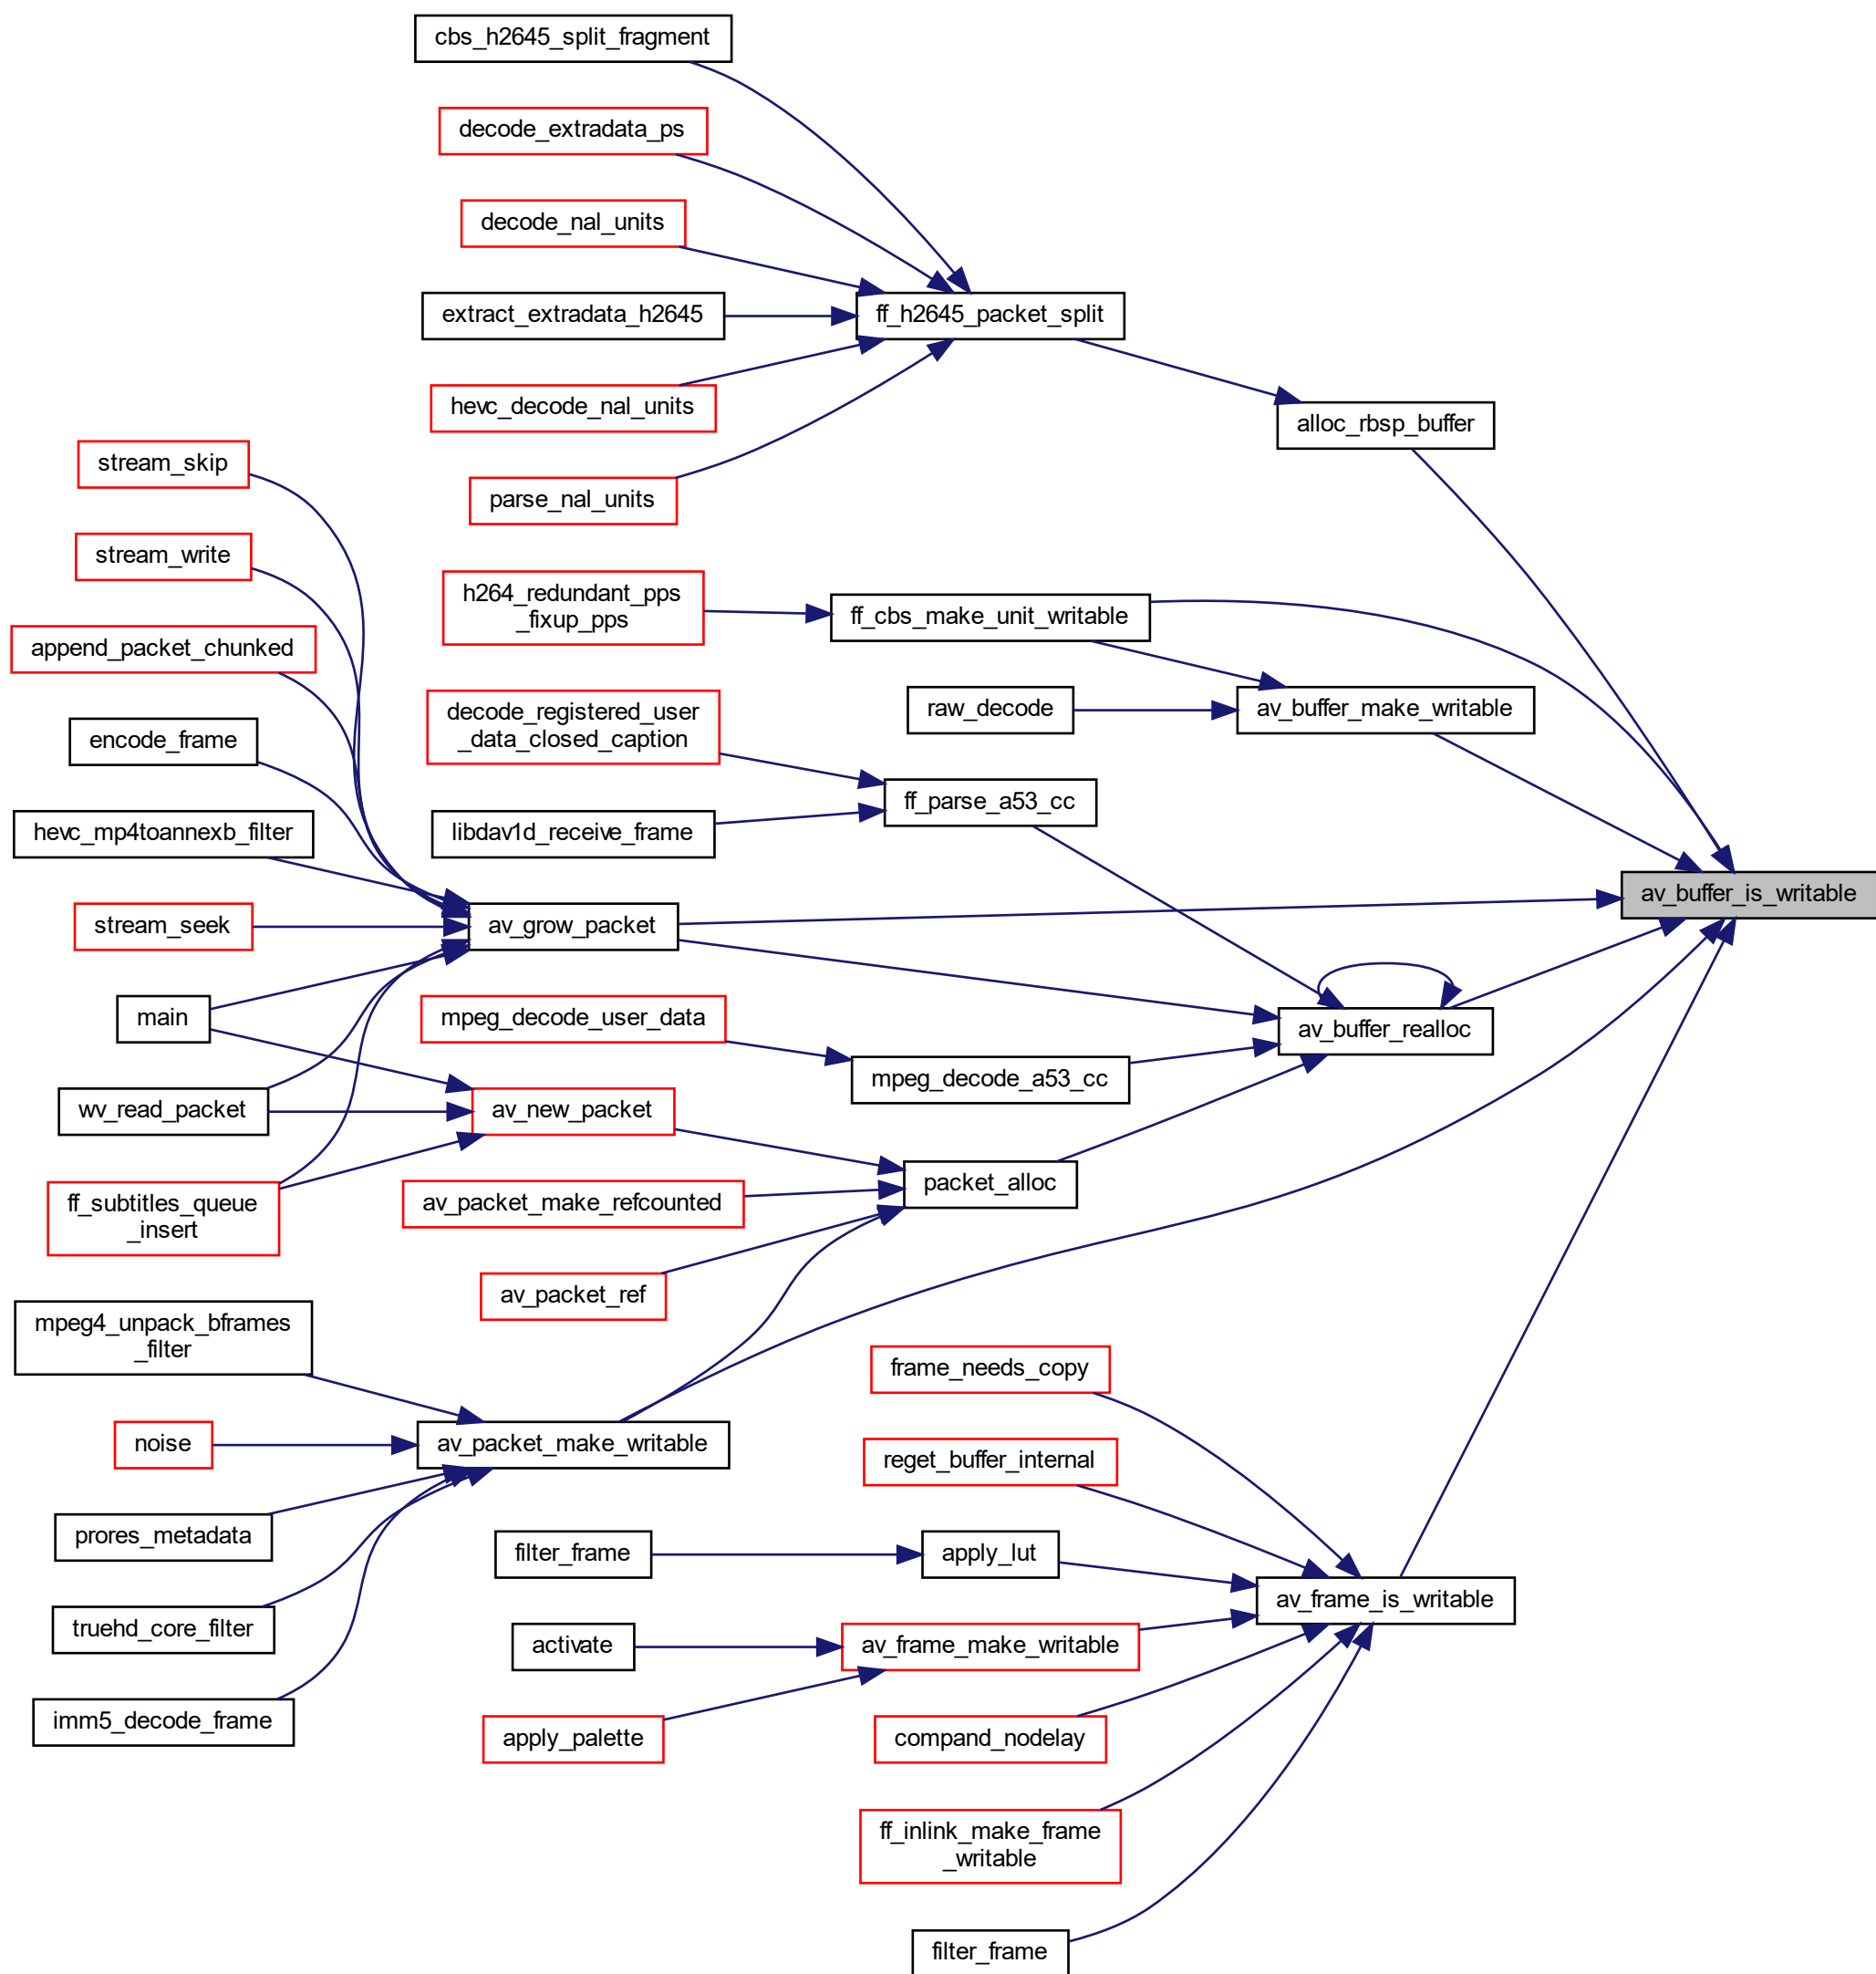 cbs_h2645_split_fragment
decode_extradata_ps
decode_nal_units
extract_extradata_h2645
ff_h2645_packet_split
hevc_decode_nal_units
alloc_rbsp_buffer
stream_skip
parse_nal_units
stream_write
h264_redundant_pps
_fixup_pps
ff_cbs_make_unit_writable
append_packet_chunked
decode_registered_user
_data_closed_caption
raw_decode
av_buffer_make_writable
encode_frame
ff_parse_a53_cc
hevc_mp4toannexb_filter
libdav1d_receive_frame
av_buffer_is_writable
stream_seek
av_grow_packet
main
mpeg_decode_user_data
av_buffer_realloc
mpeg_decode_a53_cc
wv_read_packet
av_new_packet
ff_subtitles_queue
_insert
av_packet_make_refcounted
packet_alloc
av_packet_ref
mpeg4_unpack_bframes
_filter
frame_needs_copy
noise
av_packet_make_writable
reget_buffer_internal
prores_metadata
filter_frame
apply_lut
av_frame_is_writable
truehd_core_filter
activate
av_frame_make_writable
imm5_decode_frame
apply_palette
compand_nodelay
ff_inlink_make_frame
_writable
filter_frame